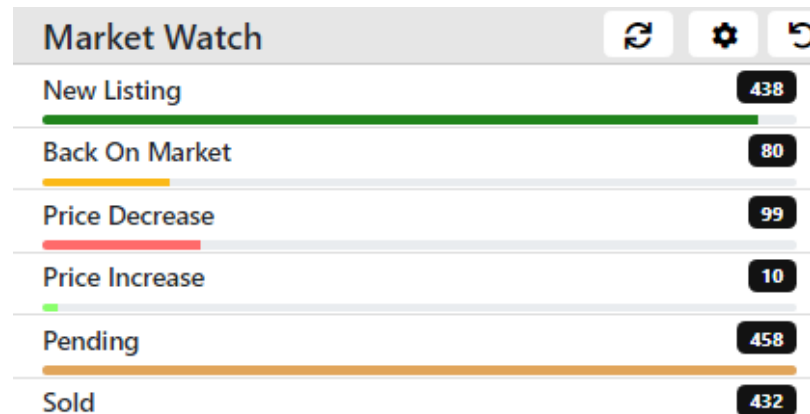 Market Watch
New Listing 438
Back On Market 80
Price Decrease 99
Price Increase 10
Pending 458
Sold 432